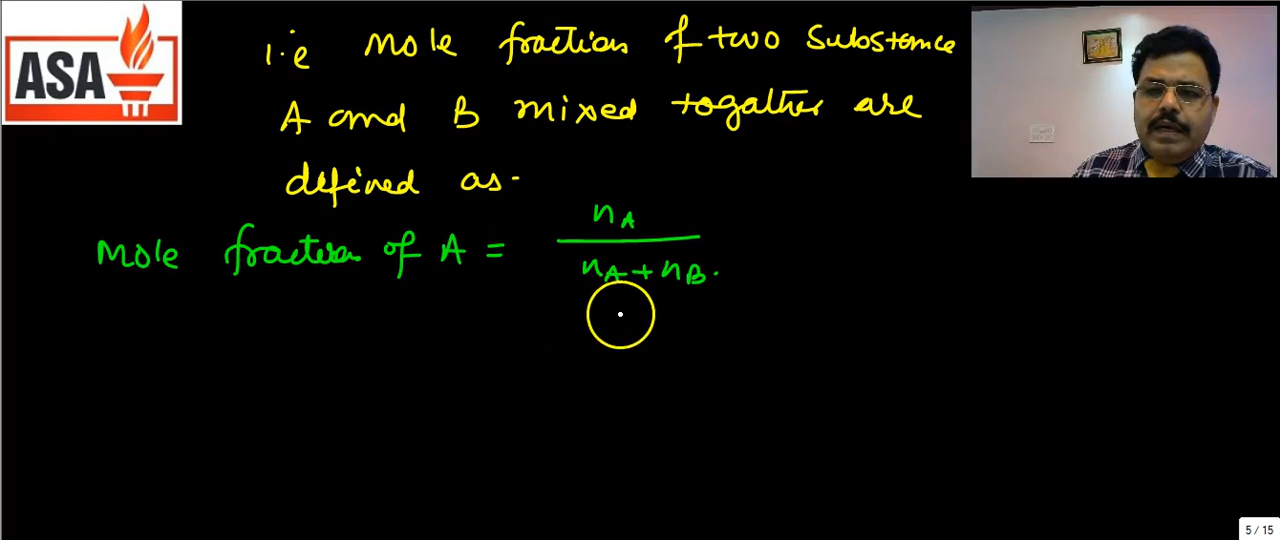 ASA
i.e Mole fraction of two substance
A and B mixed togather are
defined as.
Mole fraction of A = nA / nA + nB.
5 / 15